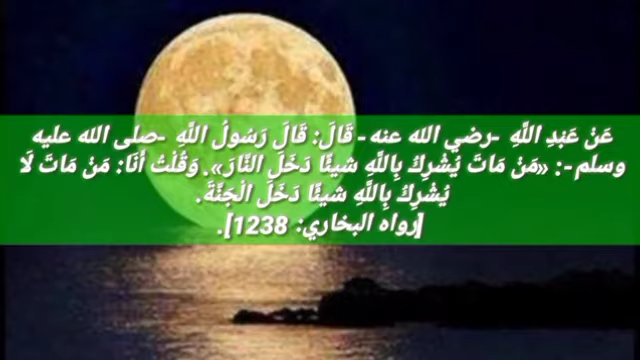 عَنْ عَبْدِ اللَّهِ -رضي الله عنه- قَالَ: قَالَ رَسُولُ اللَّهِ -صلى الله عليه
وسلم-: «مَنْ مَاتَ يُشْرِكُ بِاللَّهِ شيئًا دَخَلَ النَّارَ». وَقُلْتُ أَنَا: مَنْ مَاتَ لَا
يُشْرِكُ بِاللَّهِ شيئًا دَخَلَ الْجَنَّةَ.
[رواه البخاري: 1238].